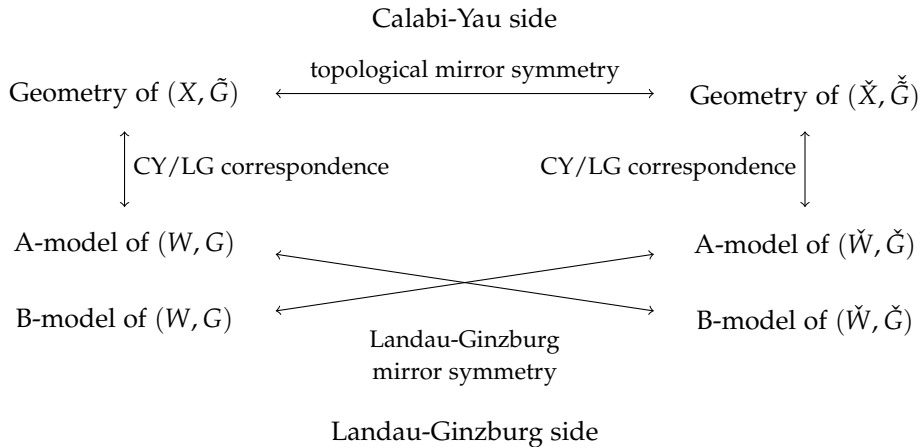 Calabi-Yau side
topological mirror symmetry
Geometry of (X, G̃)
Geometry of (X̌, G̃̌)
CY/LG correspondence
CY/LG correspondence
A-model of (W, G)
A-model of (W̌, Ǧ)
B-model of (W, G)
B-model of (W̌, Ǧ)
Landau-Ginzburg
mirror symmetry
Landau-Ginzburg side